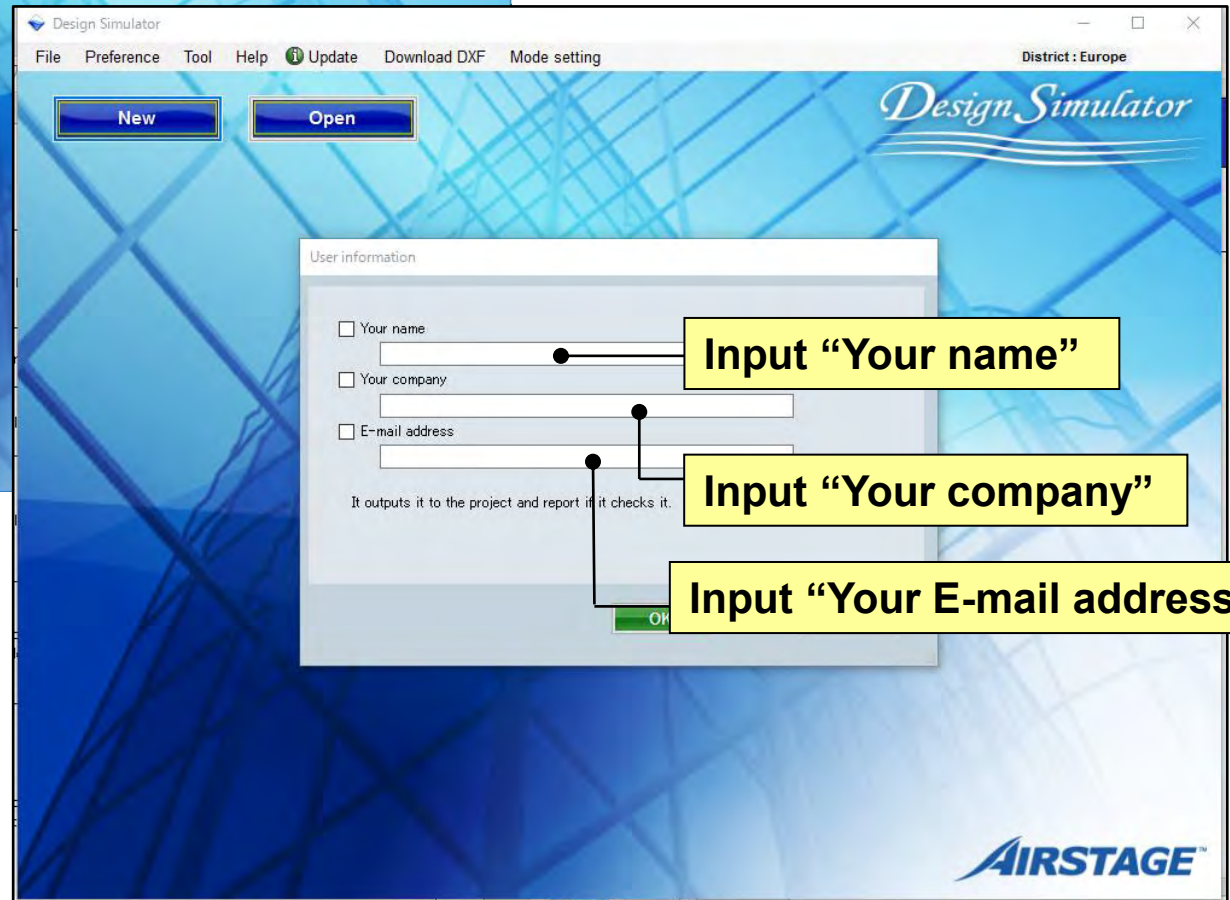 Design Simulator
File Preference Tool Help Update Download DXF Mode setting District : Europe
New Open
Design Simulator
User information
Your name
Input “Your name”
Your company
E-mail address
Input “Your company”
It outputs it to the project and report if it checks it.
Input “Your E-mail address
OK
AIRSTAGE™